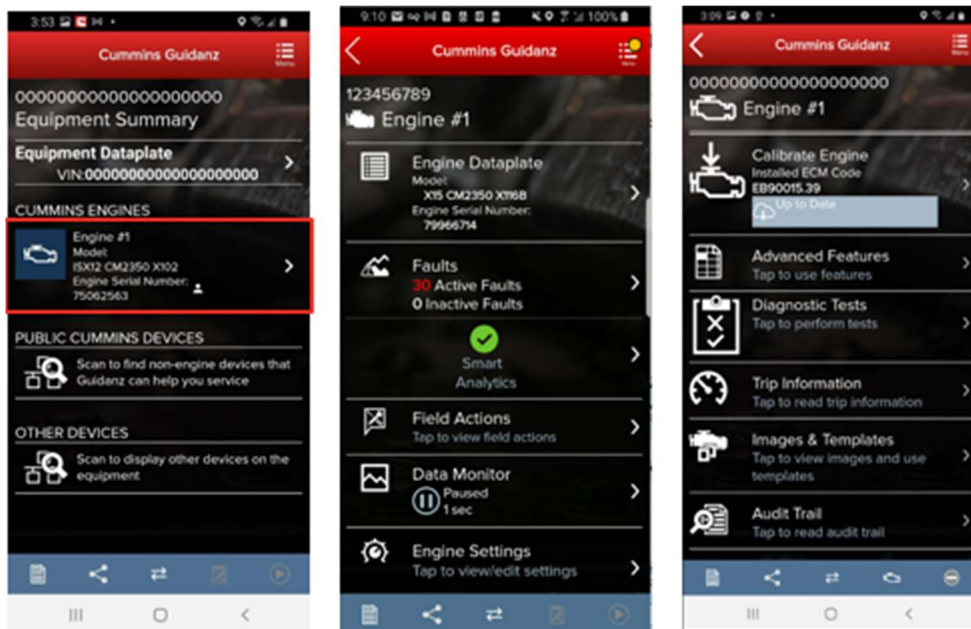 3:53
Cummins Guidanz
Menu
00000000000000000000
Equipment Summary
Equipment Dataplate
VIN:00000000000000000000
CUMMINS ENGINES
Engine #1
Model:
ISX12 CM2350 X102
Engine Serial Number:
75062563
PUBLIC CUMMINS DEVICES
Scan to find non-engine devices that
Guidanz can help you service
OTHER DEVICES
Scan to display other devices on the
equipment
9:10
100%
Cummins Guidanz
Menu
123456789
Engine #1
Engine Dataplate
Model:
X15 CM2350 X116B
Engine Serial Number:
79966714
Faults
30 Active Faults
0 Inactive Faults
Smart
Analytics
Field Actions
Tap to view field actions
Data Monitor
Paused
1 sec
Engine Settings
Tap to view/edit settings
3:09
Cummins Guidanz
Menu
00000000000000000000
Engine #1
Calibrate Engine
Installed ECM Code
EB90015.39
Up to Date
Advanced Features
Tap to use features
Diagnostic Tests
Tap to perform tests
Trip Information
Tap to read trip information
Images & Templates
Tap to view images and use
templates
Audit Trail
Tap to read audit trail